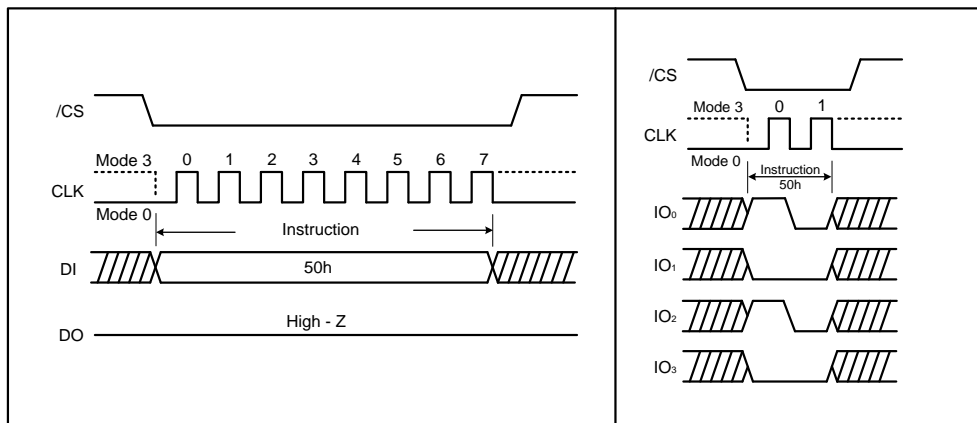 /CS
Mode 3 0 1 2 3 4 5 6 7
CLK
Mode 0
Instruction
DI 50h
High - Z
DO
/CS
Mode 3 0 1
CLK
Mode 0 Instruction
50h
IO₀
IO₁
IO₂
IO₃